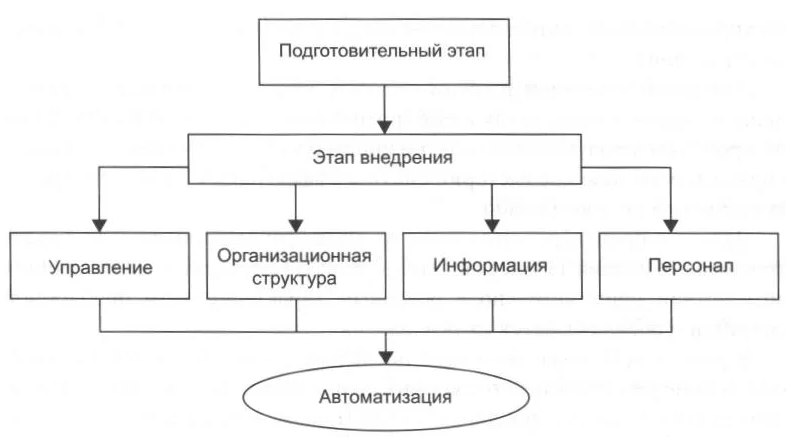 Подготовительный этап
Этап внедрения
Управление
Организационная
структура
Информация
Персонал
Автоматизация